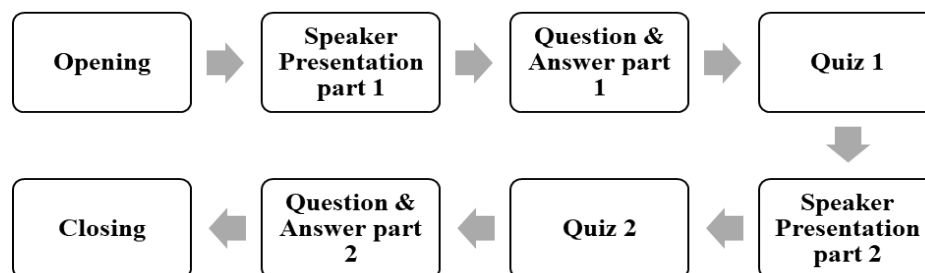 Opening
Speaker
Presentation
part 1
Question &
Answer part
1
Quiz 1
Speaker
Presentation
part 2
Quiz 2
Question &
Answer part
2
Closing